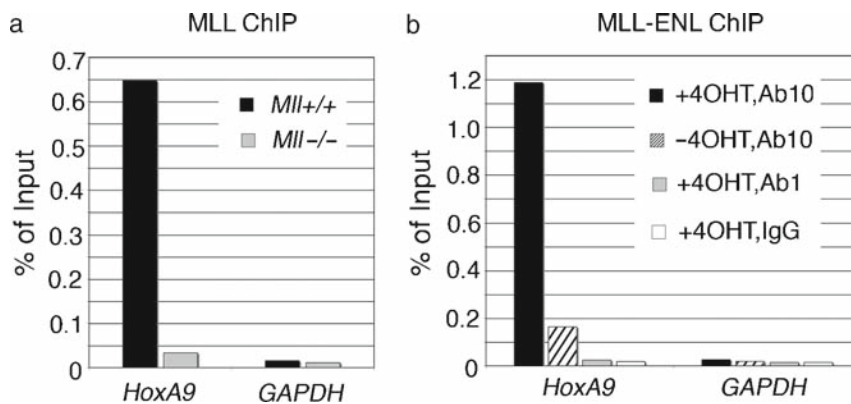 a
MLL ChIP
% of Input
0.7
0.6
0.5
0.4
0.3
0.2
0.1
0
Mll+/+
Mll−/−
HoxA9
GAPDH
b
MLL-ENL ChIP
% of Input
1.2
1.0
0.8
0.6
0.4
0.2
0
+4OHT,Ab10
−4OHT,Ab10
+4OHT,Ab1
+4OHT,IgG
HoxA9
GAPDH